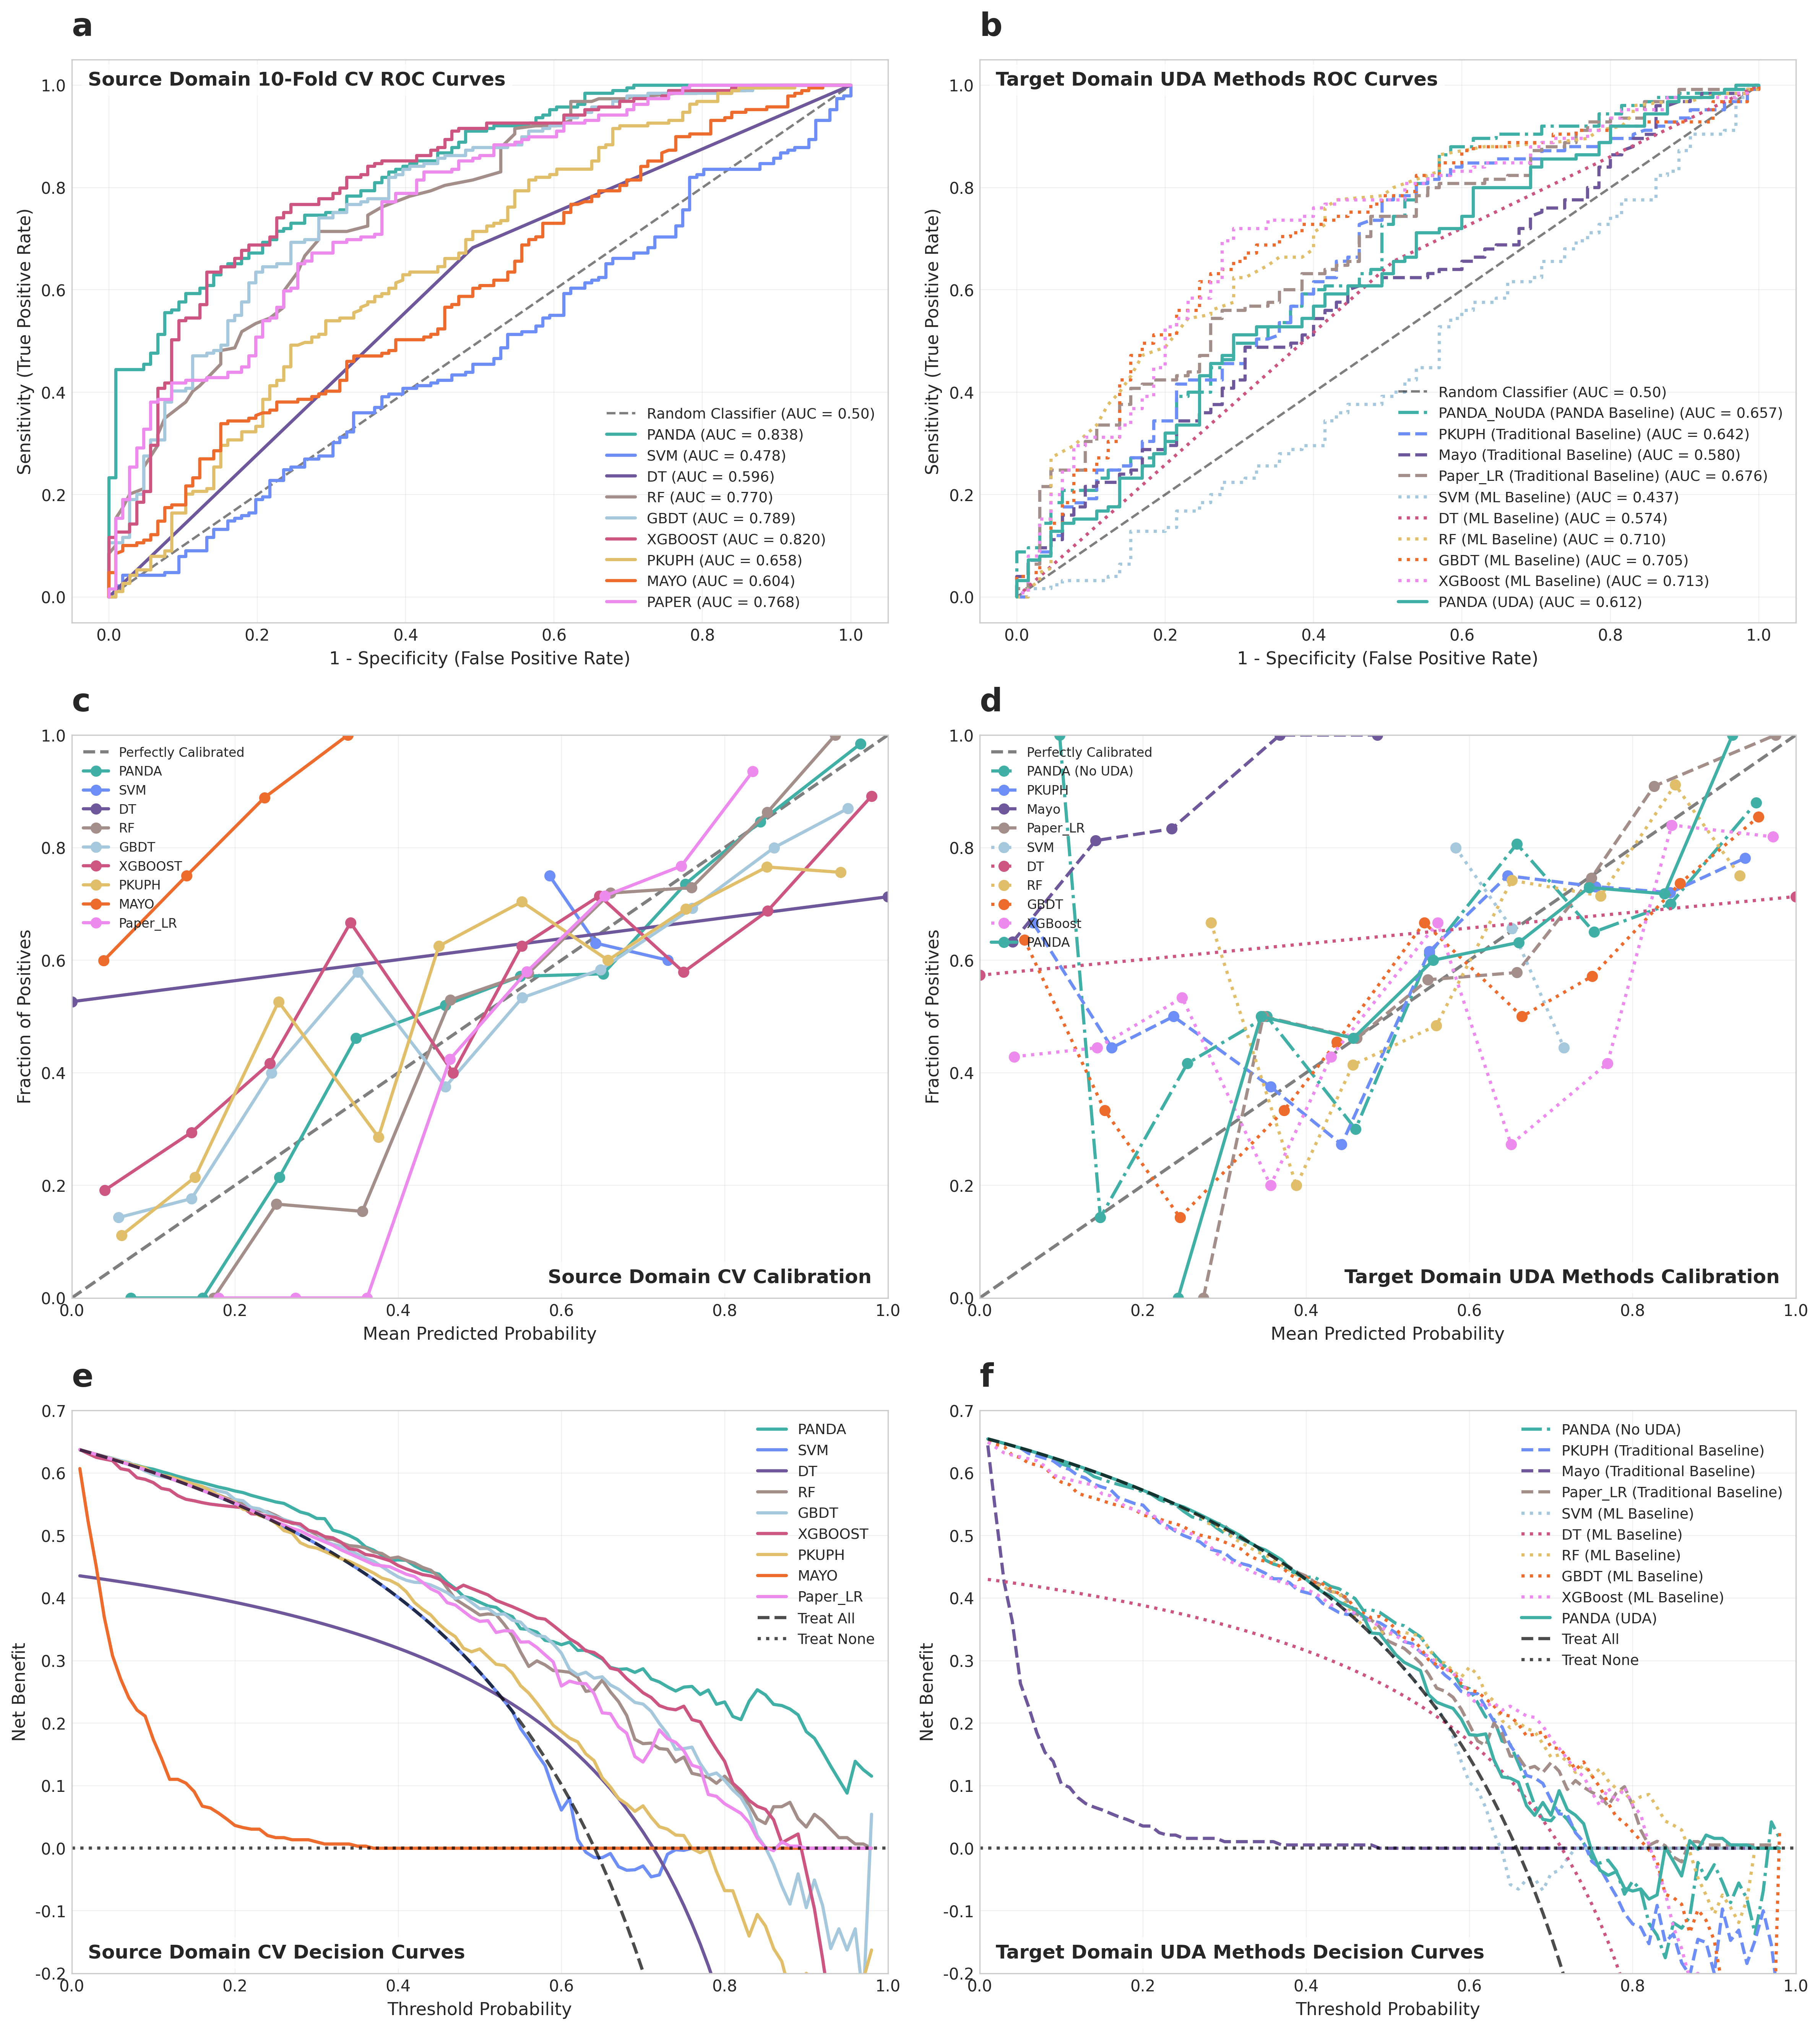 a
Source Domain 10-Fold CV ROC Curves
1.0
0.8
0.6
0.4
0.2
0.0
Sensitivity (True Positive Rate)
Random Classifier (AUC = 0.50)
PANDA (AUC = 0.838)
SVM (AUC = 0.478)
DT (AUC = 0.596)
RF (AUC = 0.770)
GBDT (AUC = 0.789)
XGBOOST (AUC = 0.820)
PKUPH (AUC = 0.658)
MAYO (AUC = 0.604)
PAPER (AUC = 0.768)
0.0 0.2 0.4 0.6 0.8 1.0
1 - Specificity (False Positive Rate)
b
Target Domain UDA Methods ROC Curves
1.0
0.8
0.6
0.4
0.2
0.0
Sensitivity (True Positive Rate)
Random Classifier (AUC = 0.50)
PANDA_NoUDA (PANDA Baseline) (AUC = 0.657)
PKUPH (Traditional Baseline) (AUC = 0.642)
Mayo (Traditional Baseline) (AUC = 0.580)
Paper_LR (Traditional Baseline) (AUC = 0.676)
SVM (ML Baseline) (AUC = 0.437)
DT (ML Baseline) (AUC = 0.574)
RF (ML Baseline) (AUC = 0.710)
GBDT (ML Baseline) (AUC = 0.705)
XGBoost (ML Baseline) (AUC = 0.713)
PANDA (UDA) (AUC = 0.612)
0.0 0.2 0.4 0.6 0.8 1.0
1 - Specificity (False Positive Rate)
c
1.0
0.8
0.6
0.4
0.2
0.0
Fraction of Positives
Perfectly Calibrated
PANDA
SVM
DT
RF
GBDT
XGBOOST
PKUPH
MAYO
Paper_LR
Source Domain CV Calibration
0.0 0.2 0.4 0.6 0.8 1.0
Mean Predicted Probability
d
1.0
0.8
0.6
0.4
0.2
0.0
Fraction of Positives
Perfectly Calibrated
PANDA (No UDA)
PKUPH
Mayo
Paper_LR
SVM
DT
RF
GBDT
XGBoost
PANDA
Target Domain UDA Methods Calibration
0.0 0.2 0.4 0.6 0.8 1.0
Mean Predicted Probability
e
0.7
0.6
0.5
0.4
0.3
0.2
0.1
0.0
-0.1
-0.2
Net Benefit
PANDA
SVM
DT
RF
GBDT
XGBOOST
PKUPH
MAYO
Paper_LR
Treat All
Treat None
Source Domain CV Decision Curves
0.0 0.2 0.4 0.6 0.8 1.0
Threshold Probability
f
0.7
0.6
0.5
0.4
0.3
0.2
0.1
0.0
-0.1
-0.2
Net Benefit
PANDA (No UDA)
PKUPH (Traditional Baseline)
Mayo (Traditional Baseline)
Paper_LR (Traditional Baseline)
SVM (ML Baseline)
DT (ML Baseline)
RF (ML Baseline)
GBDT (ML Baseline)
XGBoost (ML Baseline)
PANDA (UDA)
Treat All
Treat None
Target Domain UDA Methods Decision Curves
0.0 0.2 0.4 0.6 0.8 1.0
Threshold Probability